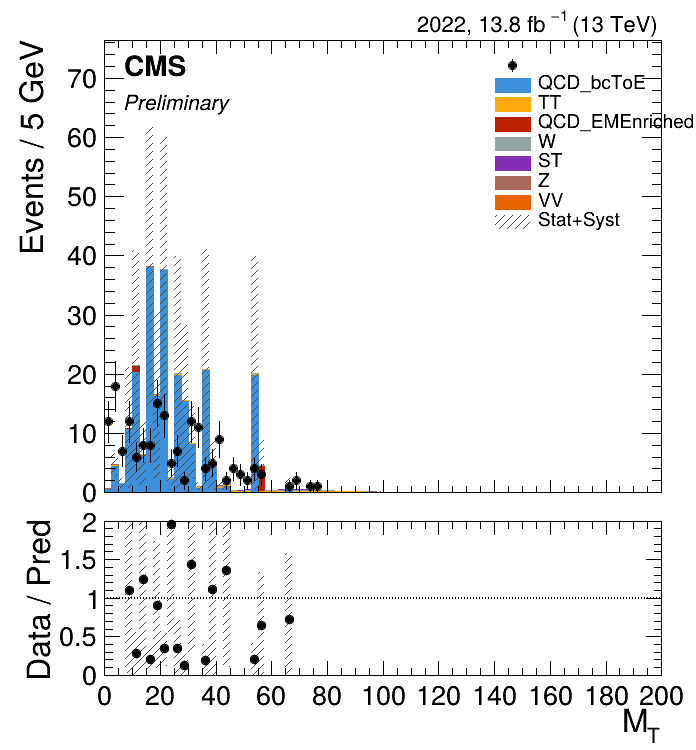 2022, 13.8 fb⁻¹ (13 TeV)
CMS
Preliminary
QCD_bcToE
TT
QCD_EMEnriched
W
ST
Z
VV
Stat+Syst
Events / 5 GeV
70
60
50
40
30
20
10
0
Data / Pred
2
1.5
1
0.5
0
0 20 40 60 80 100 120 140 160 180 200
M_T